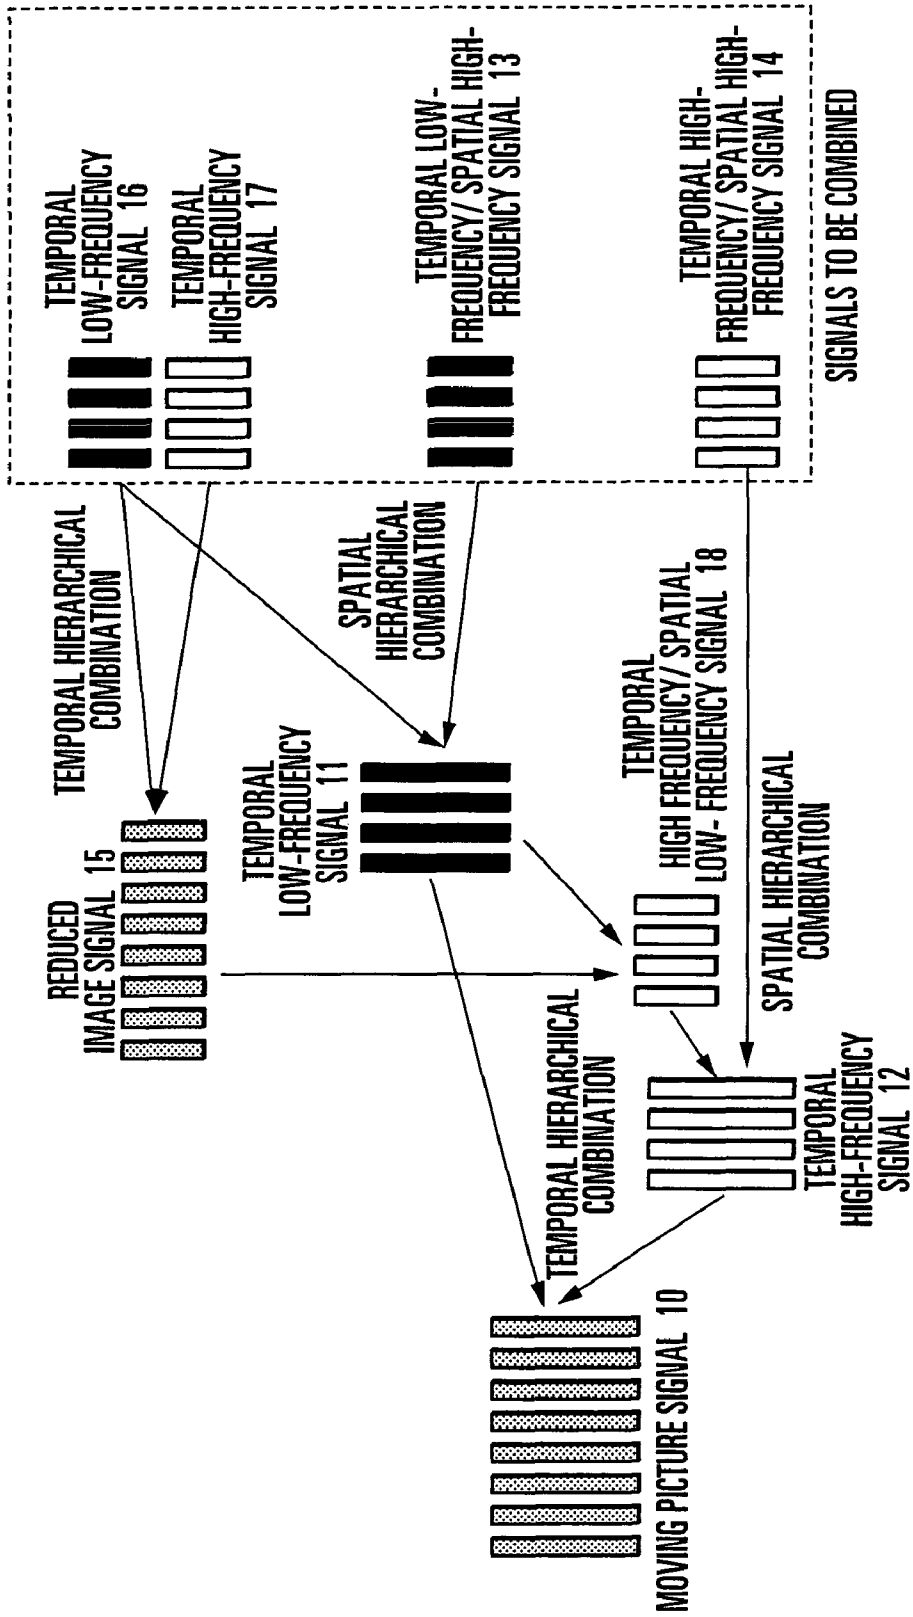 TEMPORAL
LOW-FREQUENCY
SIGNAL 16
TEMPORAL
HIGH-FREQUENCY
SIGNAL 17
TEMPORAL LOW-
FREQUENCY/ SPATIAL HIGH-
FREQUENCY SIGNAL 13
TEMPORAL HIGH-
FREQUENCY/ SPATIAL HIGH-
FREQUENCY SIGNAL 14
SIGNALS TO BE COMBINED
TEMPORAL HIERARCHICAL
COMBINATION
SPATIAL
HIERARCHICAL
COMBINATION
REDUCED
IMAGE SIGNAL 15
TEMPORAL
LOW-FREQUENCY
SIGNAL 11
TEMPORAL
HIGH FREQUENCY/ SPATIAL
LOW- FREQUENCY SIGNAL 18
SPATIAL HIERARCHICAL
COMBINATION
TEMPORAL HIERARCHICAL
COMBINATION
TEMPORAL
HIGH-FREQUENCY
SIGNAL 12
MOVING PICTURE SIGNAL 10